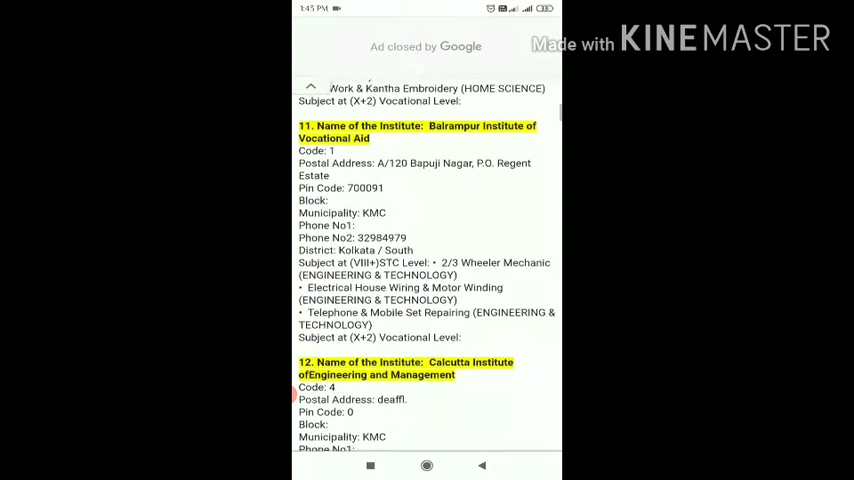 1:45 PM
33
Ad closed by Google
Made with KINEMASTER
Work & Kantha Embroidery (HOME SCIENCE)
Subject at (X+2) Vocational Level:
11. Name of the Institute: Balrampur Institute of
Vocational Aid
Code: 1
Postal Address: A/120 Bapuji Nagar, P.O. Regent
Estate
Pin Code: 700091
Block:
Municipality: KMC
Phone No1:
Phone No2: 32984979
District: Kolkata / South
Subject at (VIII+)STC Level: • 2/3 Wheeler Mechanic
(ENGINEERING & TECHNOLOGY)
• Electrical House Wiring & Motor Winding
(ENGINEERING & TECHNOLOGY)
• Telephone & Mobile Set Repairing (ENGINEERING &
TECHNOLOGY)
Subject at (X+2) Vocational Level:
12. Name of the Institute: Calcutta Institute
ofEngineering and Management
Code: 4
Postal Address: deaffl.
Pin Code: 0
Block:
Municipality: KMC
Phone No1: